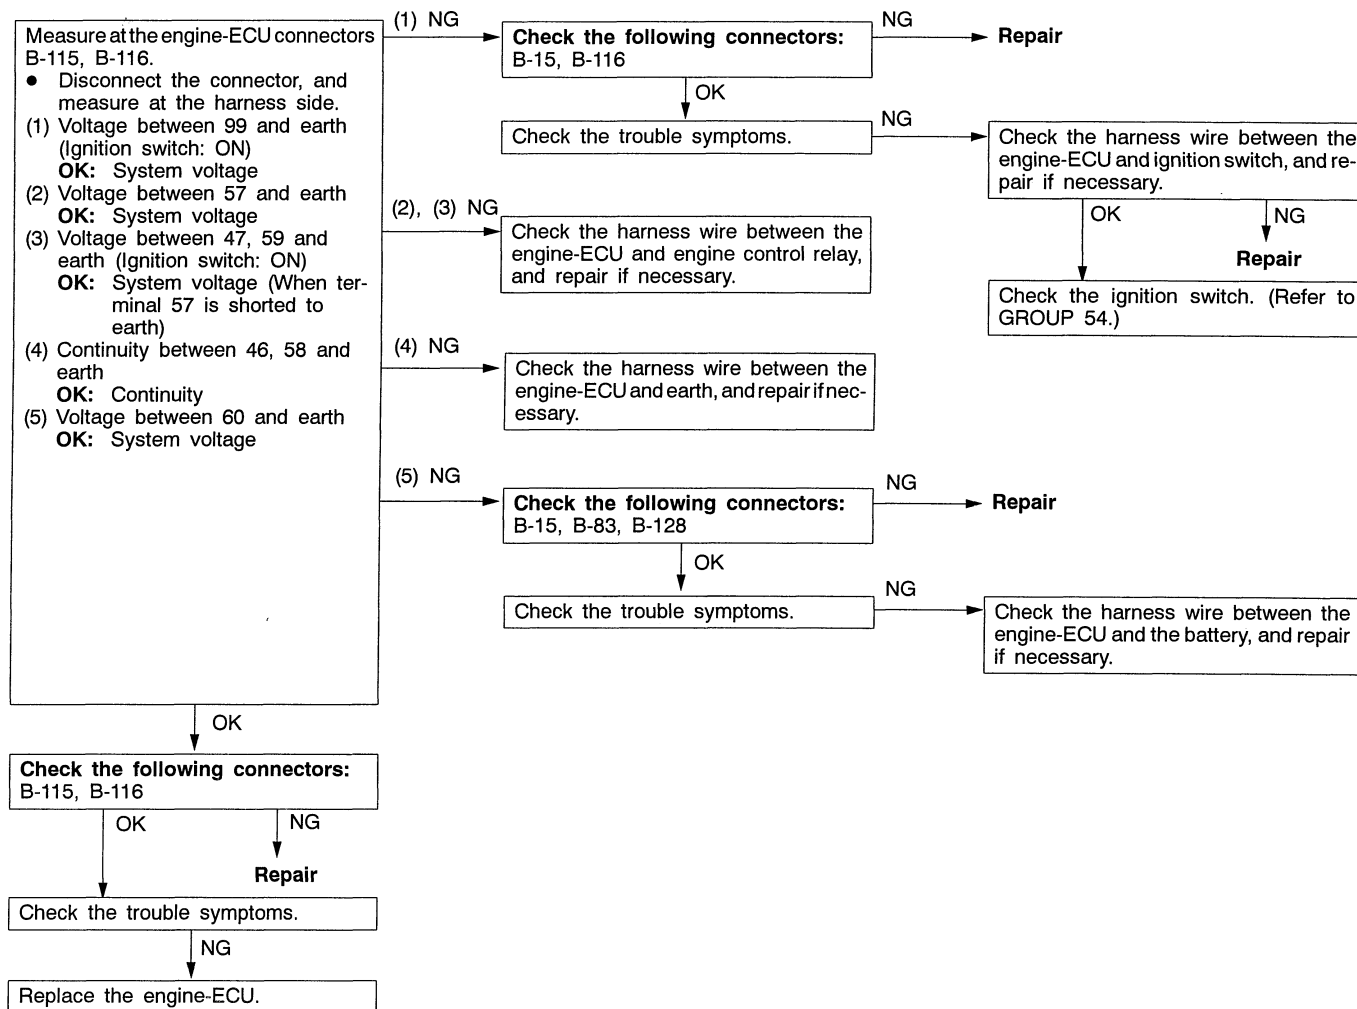 Measure at the engine-ECU connectors
B-115, B-116.
● Disconnect the connector, and
measure at the harness side.
(1) Voltage between 99 and earth
(Ignition switch: ON)
OK: System voltage
(2) Voltage between 57 and earth
OK: System voltage
(3) Voltage between 47, 59 and
earth (Ignition switch: ON)
OK: System voltage (When ter-
minal 57 is shorted to
earth)
(4) Continuity between 46, 58 and
earth
OK: Continuity
(5) Voltage between 60 and earth
OK: System voltage
(1) NG
Check the following connectors:
B-15, B-116
NG
Repair
OK
Check the trouble symptoms.
NG
Check the harness wire between the
engine-ECU and ignition switch, and re-
pair if necessary.
OK
NG
Repair
Check the ignition switch. (Refer to
GROUP 54.)
(2), (3) NG
Check the harness wire between the
engine-ECU and engine control relay,
and repair if necessary.
(4) NG
Check the harness wire between the
engine-ECU and earth, and repair if nec-
essary.
(5) NG
Check the following connectors:
B-15, B-83, B-128
NG
Repair
OK
Check the trouble symptoms.
NG
Check the harness wire between the
engine-ECU and the battery, and repair
if necessary.
OK
Check the following connectors:
B-115, B-116
OK
NG
Repair
Check the trouble symptoms.
NG
Replace the engine-ECU.